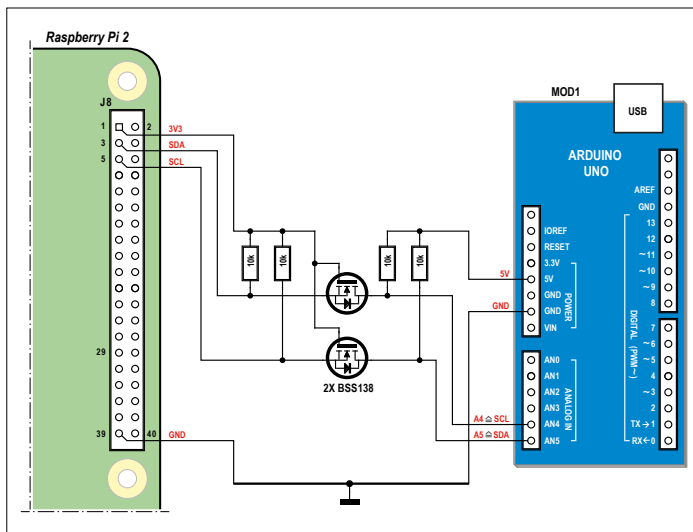 Raspberry Pi 2
J8
1
2
3
5
29
39
40
3V3
SDA
SCL
GND
10k
10k
10k
10k
2X BSS138
5V
GND
A4 ≙ SCL
A5 ≙ SDA
MOD1
USB
ARDUINO
UNO
IOREF
RESET
3.3V
5V
GND
GND
VIN
POWER
AN0
AN1
AN2
AN3
AN4
AN5
ANALOG IN
AREF
GND
13
12
~11
~10
~9
8
7
~6
~5
4
~3
2
TX→1
RX←0
DIGITAL (PWM~)